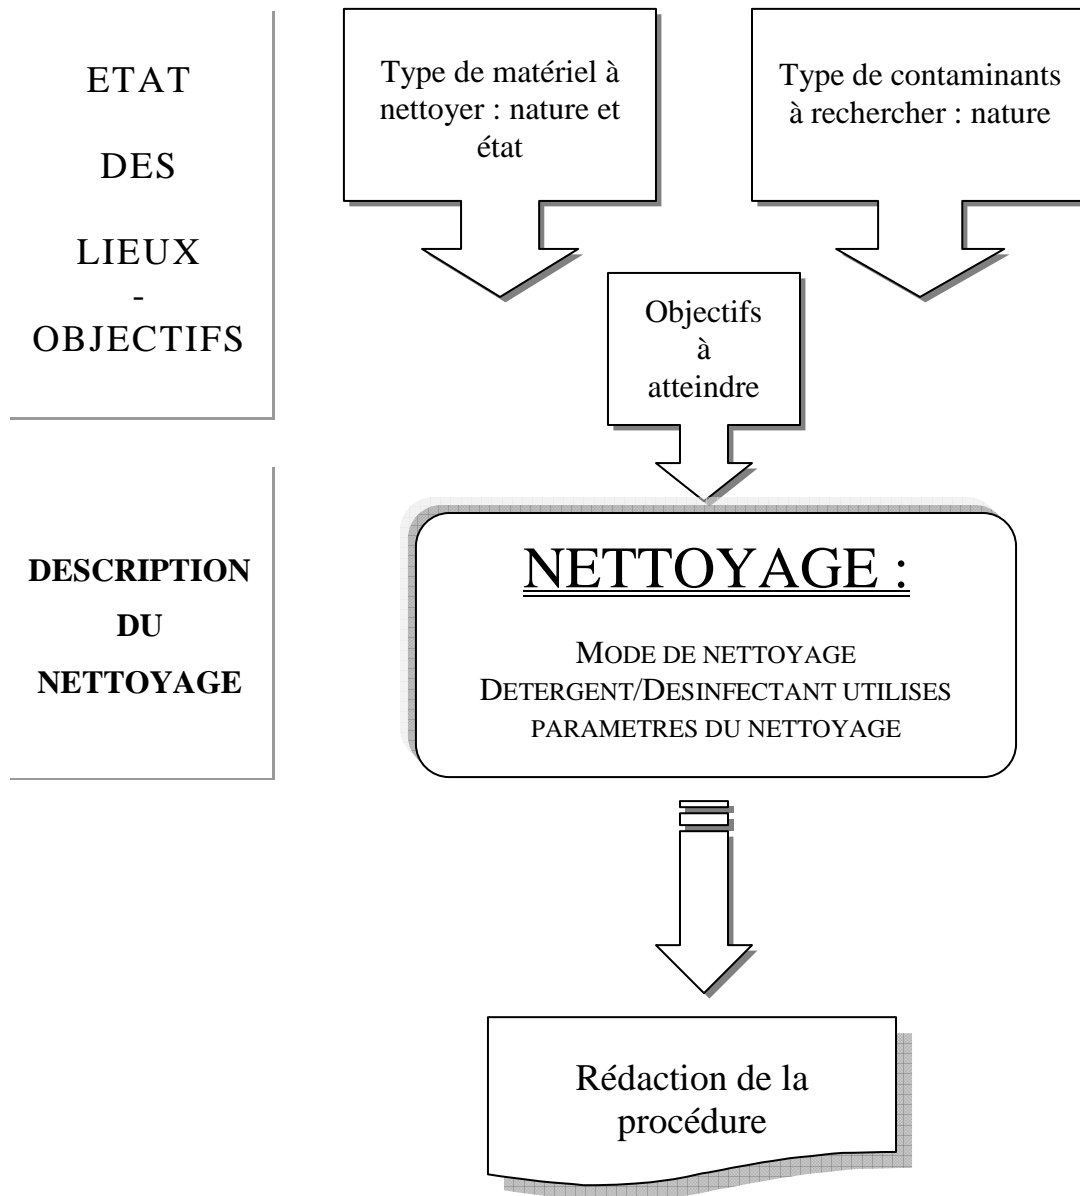 ETAT
DES
LIEUX
-
OBJECTIFS
Type de matériel à
nettoyer : nature et
état
Type de contaminants
à rechercher : nature
Objectifs
à
atteindre
DESCRIPTION
DU
NETTOYAGE
NETTOYAGE :
MODE DE NETTOYAGE
DETERGENT/DESINFECTANT UTILISES
PARAMETRES DU NETTOYAGE
Rédaction de la
procédure